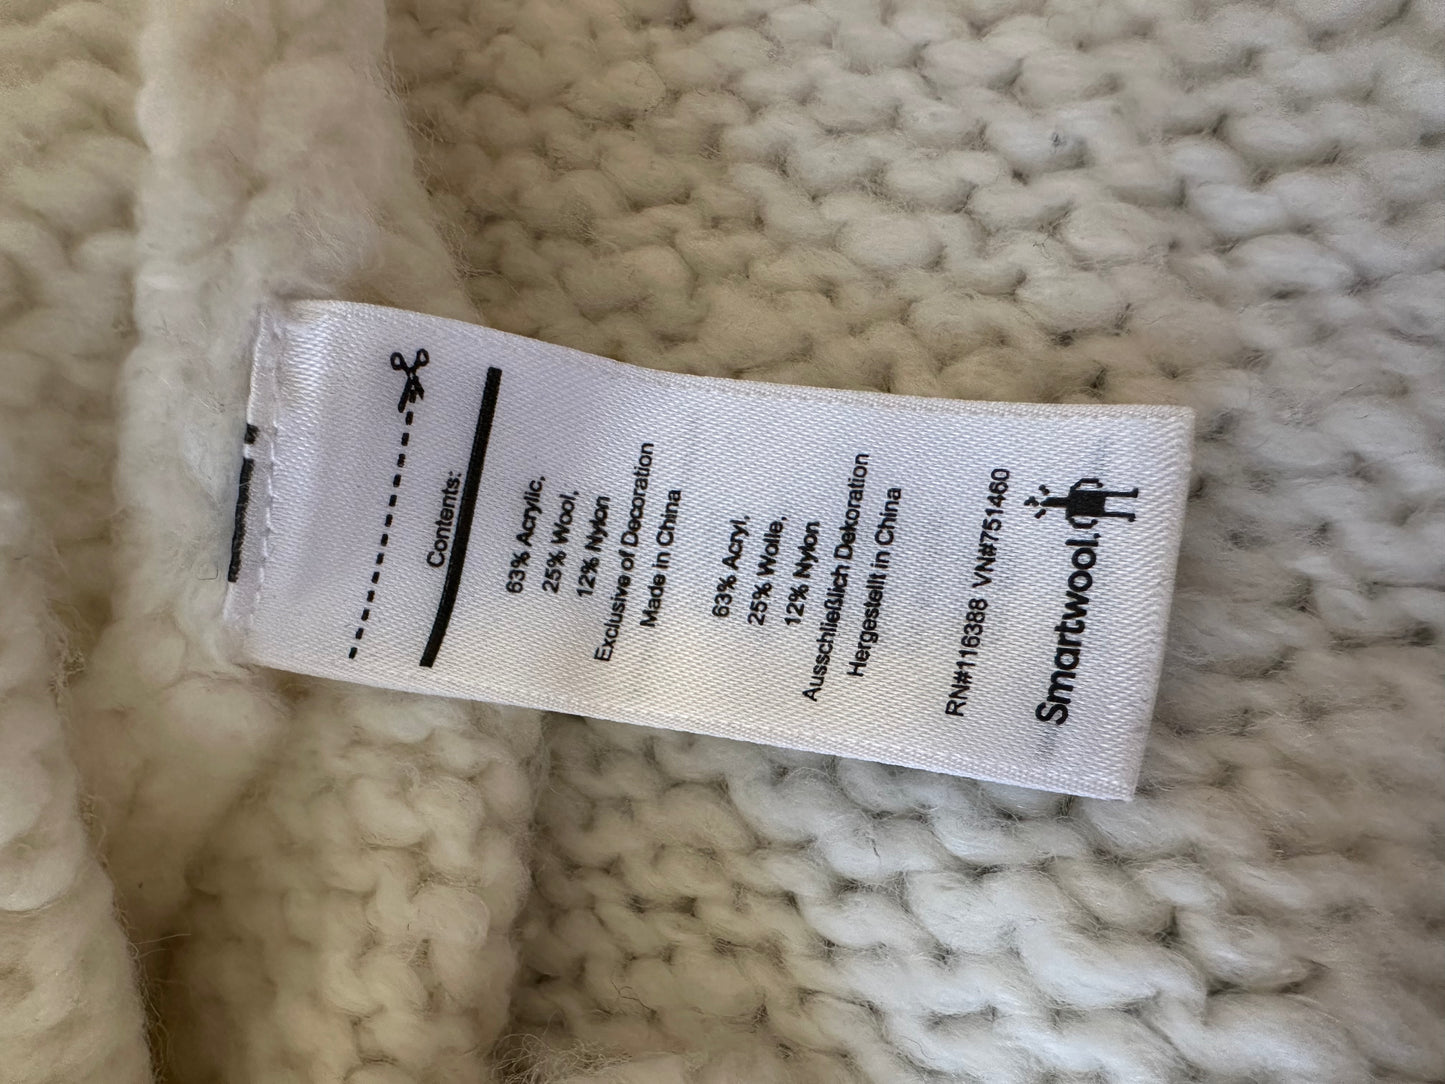 Contents:
63% Acrylic,
25% Wool,
12% Nylon
Exclusive of Decoration
Made in China
63% Acryl,
25% Wolle,
12% Nylon
Ausschließlich Dekoration
Hergestellt in China
RN#116388 VN#751460
Smartwool.